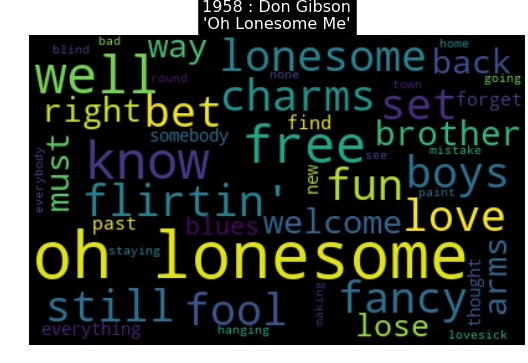 1958 : Don Gibson
'Oh Lonesome Me'
blind bad way lonesome home back
well round none town going
right bet charms set forget
somebody find brother
must know free mistake
everybody see
flirtin' new fun boys
paint
past blues welcome love
oh lonesome
staying
still fool fancy thought arms
making
everything hanging lose lovesick